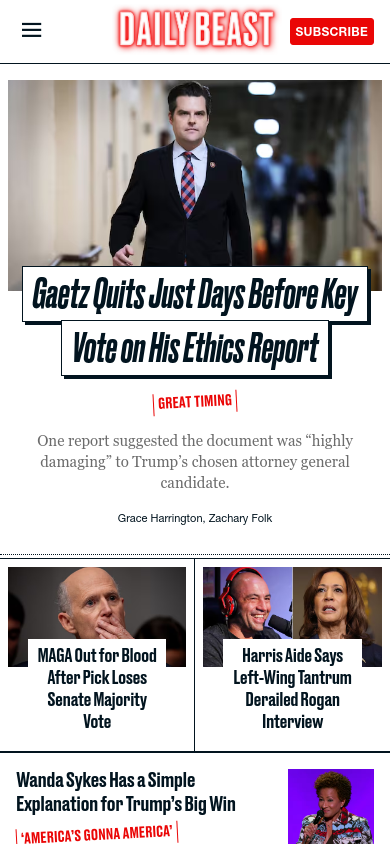 DAILY BEAST
SUBSCRIBE
Gaetz Quits Just Days Before Key
Vote on His Ethics Report
GREAT TIMING
One report suggested the document was “highly
damaging” to Trump’s chosen attorney general
candidate.
Grace Harrington, Zachary Folk
MAGA Out for Blood
After Pick Loses
Senate Majority
Vote
Harris Aide Says
Left-Wing Tantrum
Derailed Rogan
Interview
Wanda Sykes Has a Simple
Explanation for Trump’s Big Win
‘AMERICA’S GONNA AMERICA’